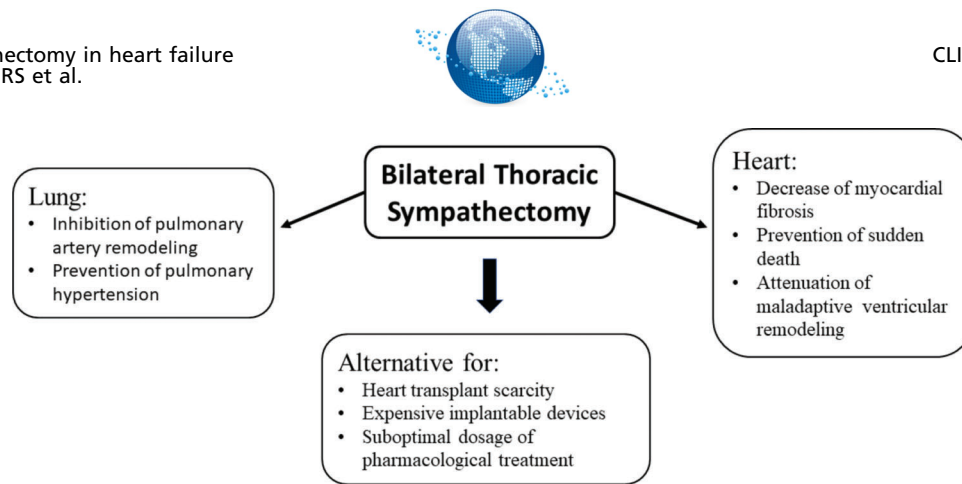 nectomy in heart failure
RS et al.
CLI
Bilateral Thoracic
Sympathectomy
Lung:
• Inhibition of pulmonary
artery remodeling
• Prevention of pulmonary
hypertension
Heart:
• Decrease of myocardial
fibrosis
• Prevention of sudden
death
• Attenuation of
maladaptive ventricular
remodeling
Alternative for:
• Heart transplant scarcity
• Expensive implantable devices
• Suboptimal dosage of
pharmacological treatment